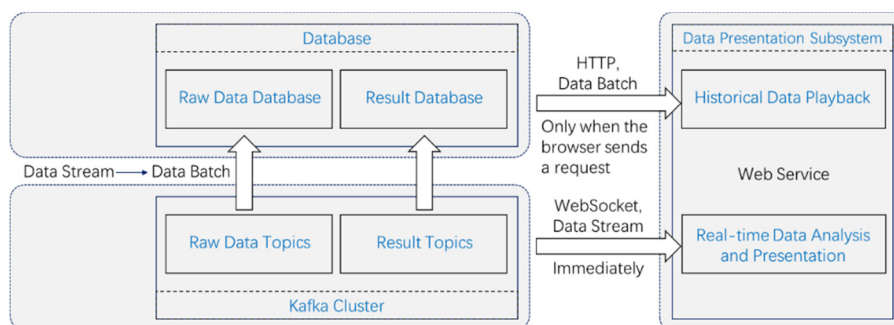 Database
Raw Data Database
Result Database
Data Stream
Data Batch
Raw Data Topics
Result Topics
Kafka Cluster
HTTP,
Data Batch
Only when the
browser sends
a request
WebSocket,
Data Stream
Immediately
Data Presentation Subsystem
Historical Data Playback
Web Service
Real-time Data Analysis
and Presentation